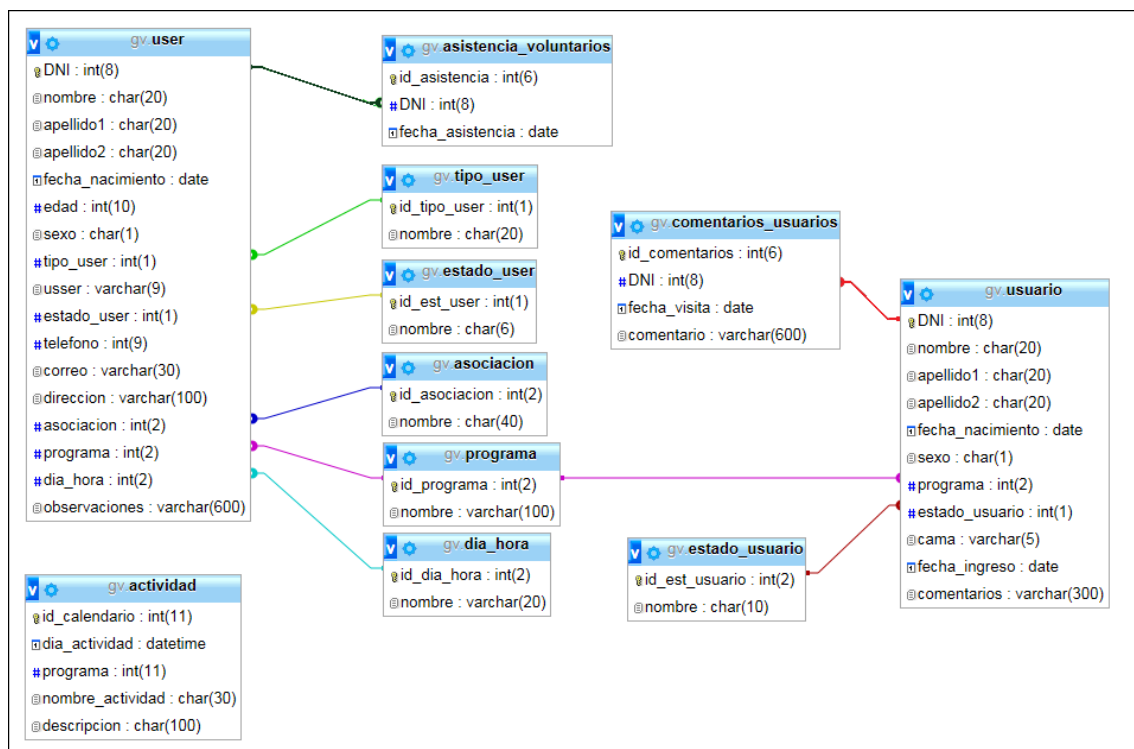 gv.user
DNI : int(8)
nombre : char(20)
apellido1 : char(20)
apellido2 : char(20)
fecha_nacimiento : date
#edad : int(10)
sexo : char(1)
#tipo_user : int(1)
usser : varchar(9)
#estado_user : int(1)
#telefono : int(9)
correo : varchar(30)
direccion : varchar(100)
#asociacion : int(2)
#programa : int(2)
#dia_hora : int(2)
observaciones : varchar(600)
gv.actividad
id_calendario : int(11)
dia_actividad : datetime
#programa : int(11)
nombre_actividad : char(30)
descripcion : char(100)
gv.asistencia_voluntarios
id_asistencia : int(6)
#DNI : int(8)
fecha_asistencia : date
gv.tipo_user
id_tipo_user : int(1)
nombre : char(20)
gv.estado_user
id_est_user : int(1)
nombre : char(6)
gv.asociacion
id_asociacion : int(2)
nombre : char(40)
gv.programa
id_programa : int(2)
nombre : varchar(100)
gv.dia_hora
id_dia_hora : int(2)
nombre : varchar(20)
gv.comentarios_usuarios
id_comentarios : int(6)
#DNI : int(8)
fecha_visita : date
comentario : varchar(600)
gv.estado_usuario
id_est_usuario : int(2)
nombre : char(10)
gv.usuario
DNI : int(8)
nombre : char(20)
apellido1 : char(20)
apellido2 : char(20)
fecha_nacimiento : date
sexo : char(1)
#programa : int(2)
#estado_usuario : int(1)
cama : varchar(5)
fecha_ingreso : date
comentarios : varchar(300)